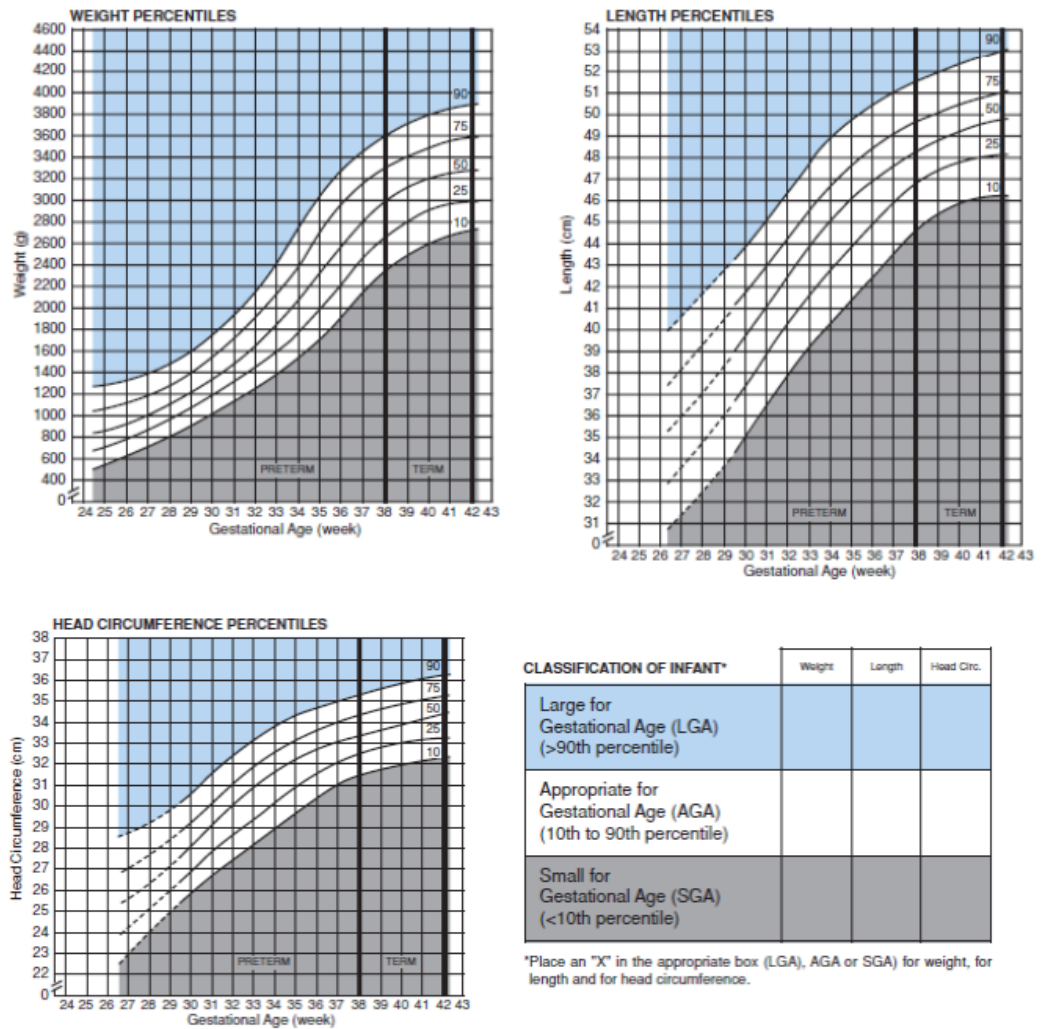 WEIGHT PERCENTILES
4600
4400
4200
4000
3800
3600
3400
3200
3000
2800
2600
2400
2200
2000
1800
1600
1400
1200
1000
800
600
400
0
Weight (g)
90
75
50
25
10
PRETERM
TERM
24 25 26 27 28 29 30 31 32 33 34 35 36 37 38 39 40 41 42 43
Gestational Age (week)
LENGTH PERCENTILES
54
53
52
51
50
49
48
46
45
44
43
42
41
40
39
38
37
36
35
34
33
32
31
0
Length (cm)
90
75
50
25
10
PRETERM
TERM
24 25 26 27 28 29 30 31 32 33 34 35 36 37 38 39 40 41 42 43
Gestational Age (week)
HEAD CIRCUMFERENCE PERCENTILES
38
37
36
35
34
33
32
31
30
29
28
27
26
25
24
23
22
0
Head Circumference (cm)
90
75
50
25
10
PRETERM
TERM
24 25 26 27 28 29 30 31 32 33 34 35 36 37 38 39 40 41 42 43
Gestational Age (week)
CLASSIFICATION OF INFANT* Weight Length Head Circ.
Large for
Gestational Age (LGA)
(>90th percentile)
Appropriate for
Gestational Age (AGA)
(10th to 90th percentile)
Small for
Gestational Age (SGA)
(<10th percentile)
*Place an "X" in the appropriate box (LGA), AGA or SGA) for weight, for
length and for head circumference.